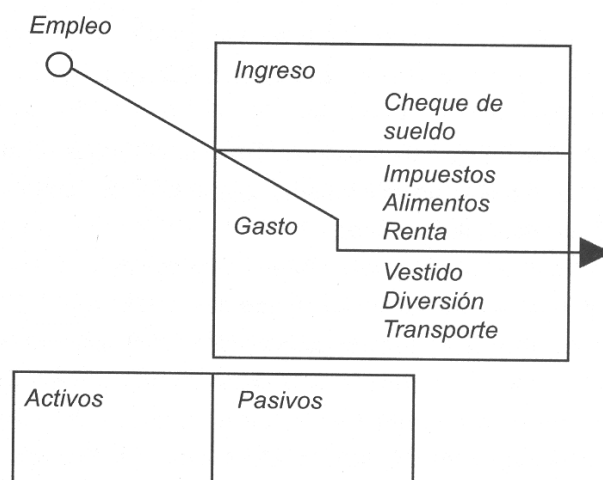 Empleo
Ingreso
Cheque de
sueldo
Impuestos
Alimentos
Gasto
Renta
Vestido
Diversión
Transporte
Activos
Pasivos